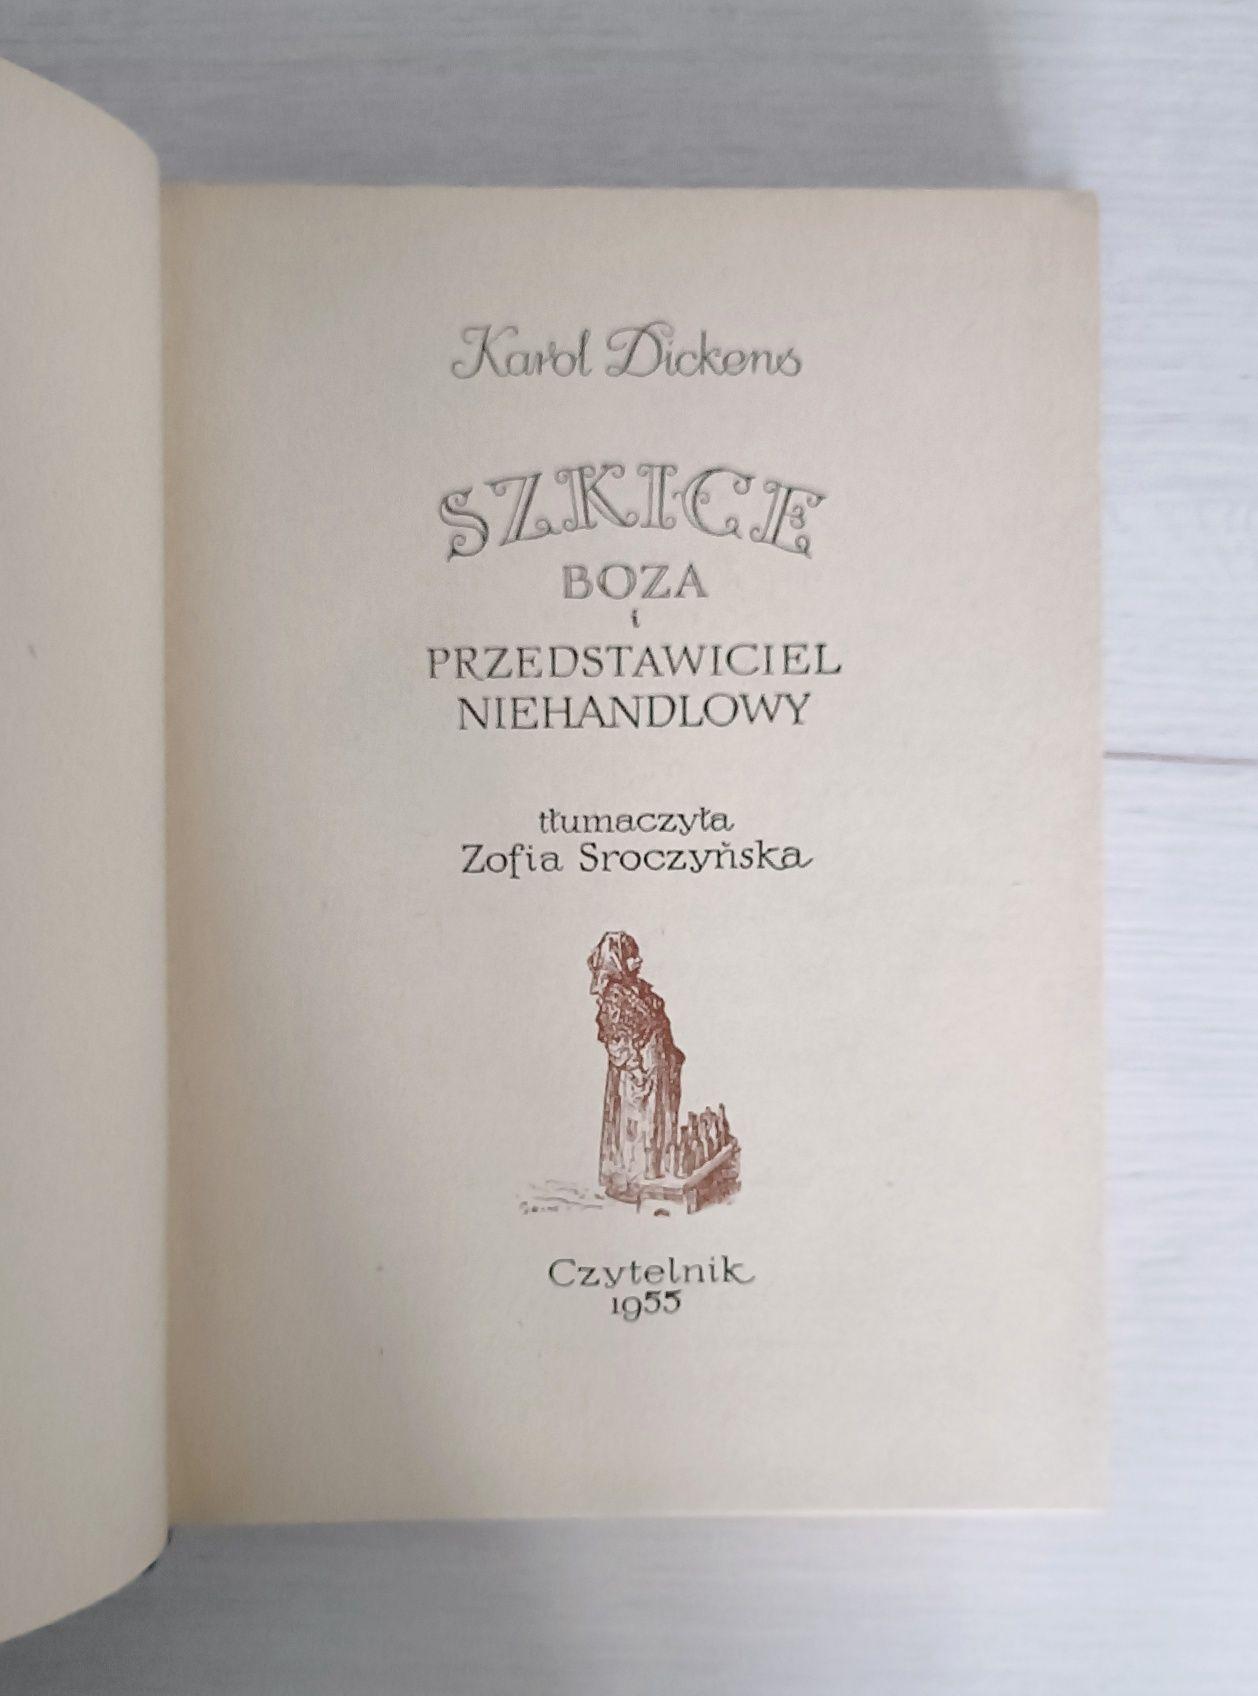 Karol Dickens
SZKICE
BOZA
i
PRZEDSTAWICIEL
NIEHANDLOWY
tłumaczyła
Zofia Sroczyńska
Czytelnik
1955